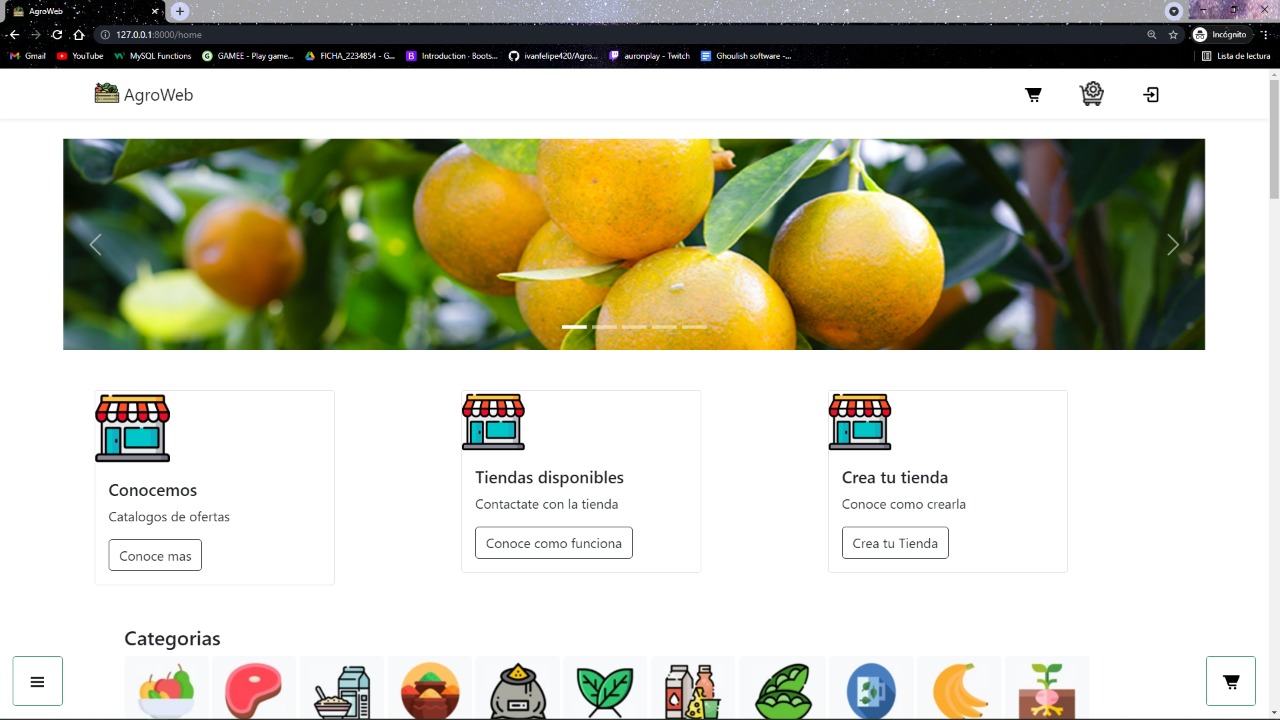 AgroWeb
127.0.0.1:8000/home
Incógnito
Gmail
YouTube
MySQL Functions
GAMEE - Play game...
FICHA_2234854 - G...
Introduction · Boots...
ivanfelipe420/Agro...
auronplay - Twitch
Ghoulish software -...
Lista de lectura
AgroWeb
Conocemos
Catalogos de ofertas
Conoce mas
Tiendas disponibles
Contactate con la tienda
Conoce como funciona
Crea tu tienda
Conoce como crearla
Crea tu Tienda
Categorias